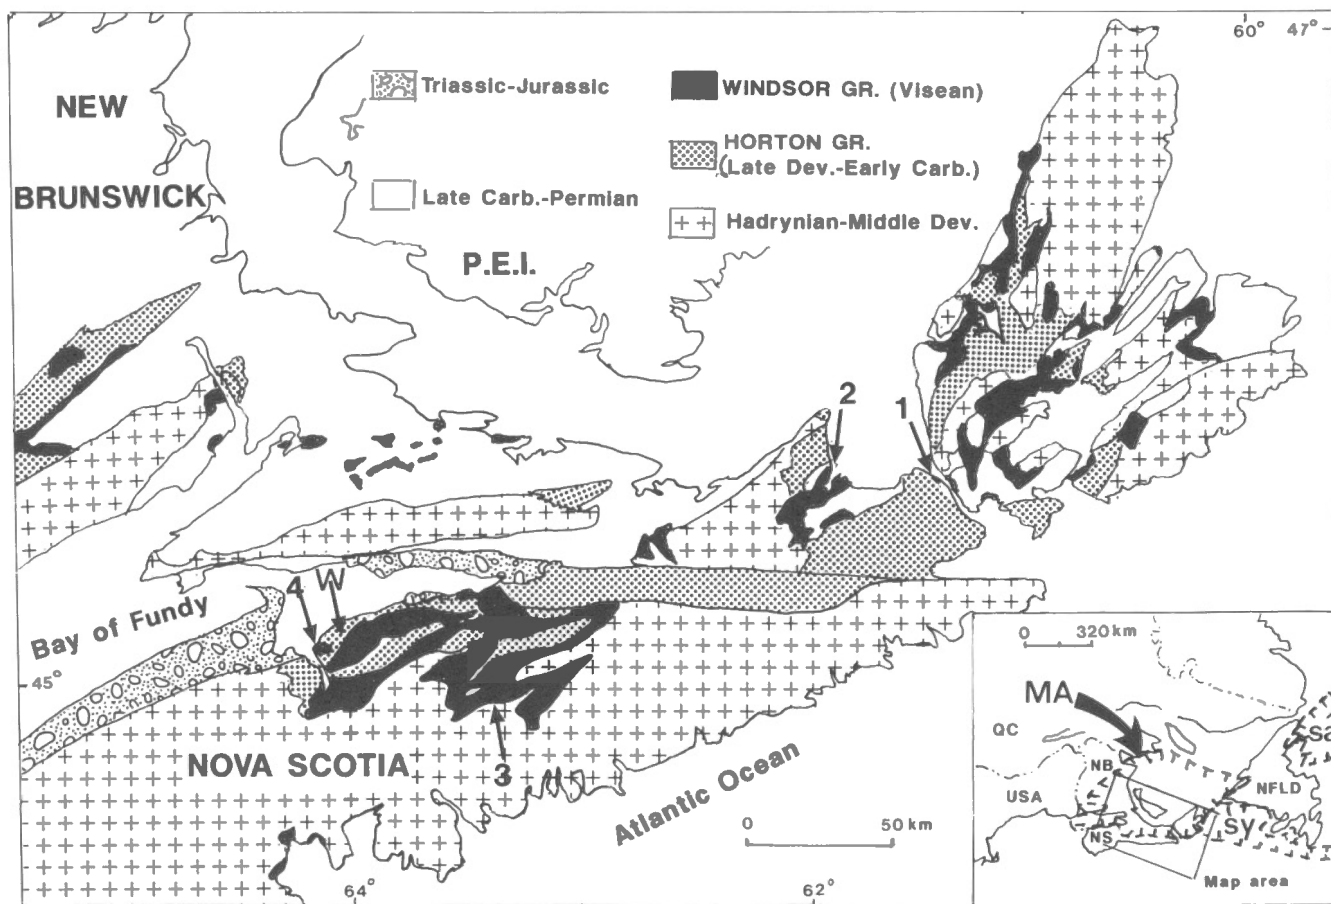 60° 47°
NEW
BRUNSWICK
P.E.I.
Triassic-Jurassic
Late Carb.-Permian
WINDSOR GR. (Visean)
HORTON GR.
(Late Dev.-Early Carb.)
Hadrynian-Middle Dev.
2
1
4 W
Bay of Fundy
45°
NOVA SCOTIA
3
Atlantic Ocean
0 50 km
64°
62°
0 320 km
MA
QC
NB
USA
NS
NFLD
sa
sy
Map area